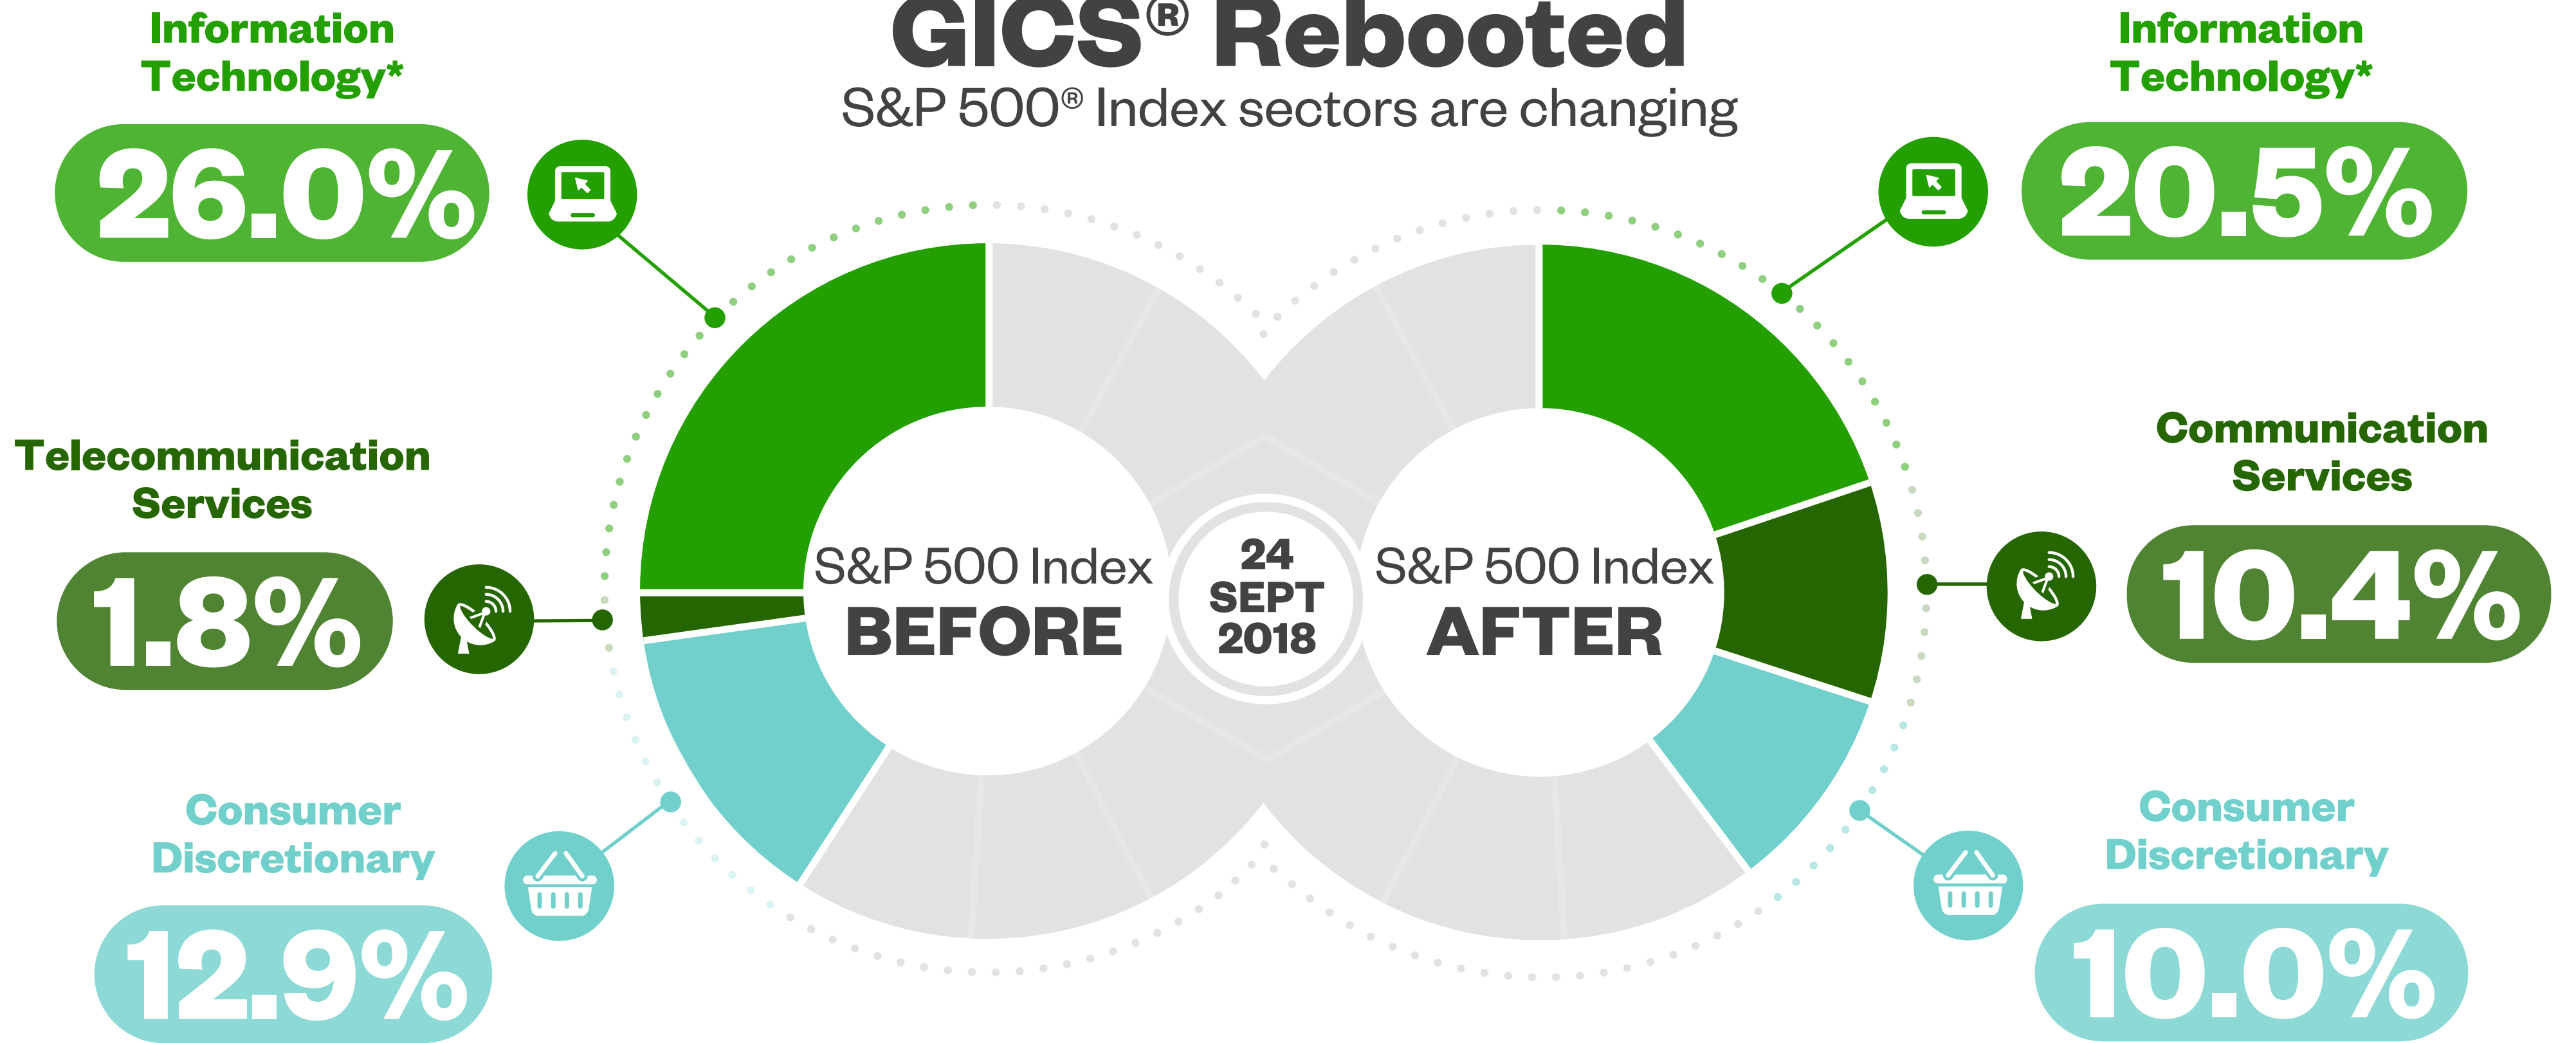 GICS® Rebooted
S&P 500® Index sectors are changing
Information
Technology*
26.0%
Telecommunication
Services
1.8%
Consumer
Discretionary
12.9%
S&P 500 Index
BEFORE
24
SEPT
2018
S&P 500 Index
AFTER
Information
Technology*
20.5%
Communication
Services
10.4%
Consumer
Discretionary
10.0%